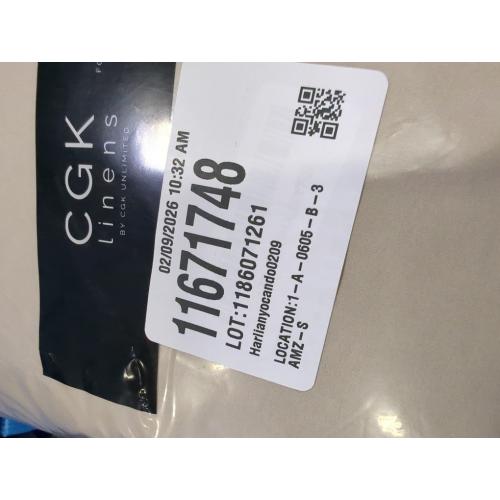 CGK
linens
BY CGK UNLIMITED
02/09/2026 10:32 AM
11671748
LOT:1186071261
Harlianyocando0209
LOCATION:1-A-0605-B-3
AMZ-S